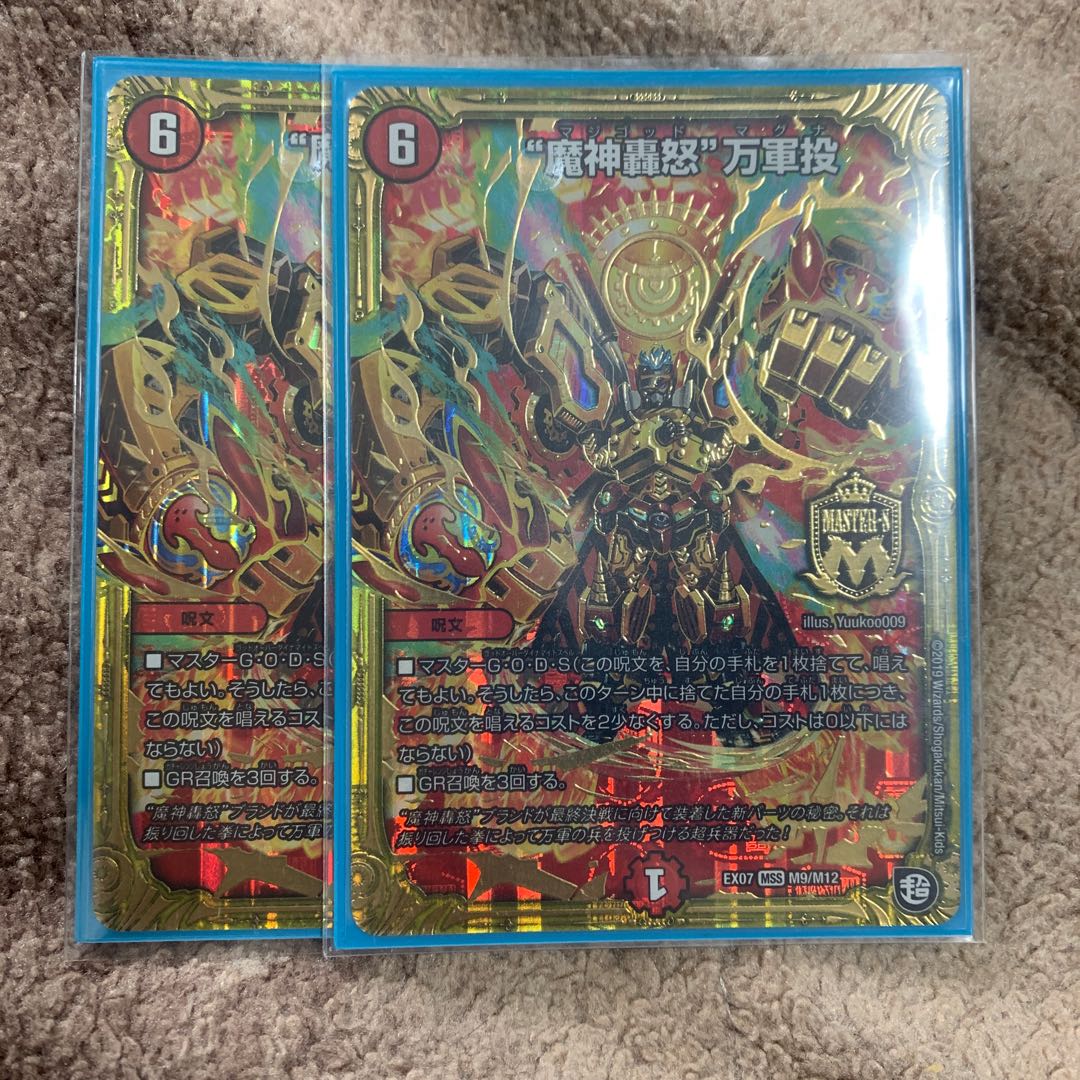 6
“魔
呪文
■マスターG・O・D・S(
てもよい。そうしたら、こ
この呪文を唱えるコス
ならない)
■GR召喚を3回する。
“魔神轟怒”ブランドが最終
振り回した拳によって万軍
6
マジゴッド マグナ
“魔神轟怒”万軍投
MASTER-S
M
illus. Yuukoo009
呪文
■マスターG・O・D・S(この呪文を、自分の手札を1枚捨てて、唱え
てもよい。そうしたら、このターン中に捨てた自分の手札1枚につき、
この呪文を唱えるコストを2少なくする。ただし、コストは0以下には
ならない)
■GR召喚を3回する。
“魔神轟怒”ブランドが最終決戦に向けて装着した新パーツの秘密。それは
振り回した拳によって万軍の兵を投げつける超兵器だった!
1
EX07 MSS M9/M12
超
©2019 Wizards/Shogakukan/Mitsui-Kids